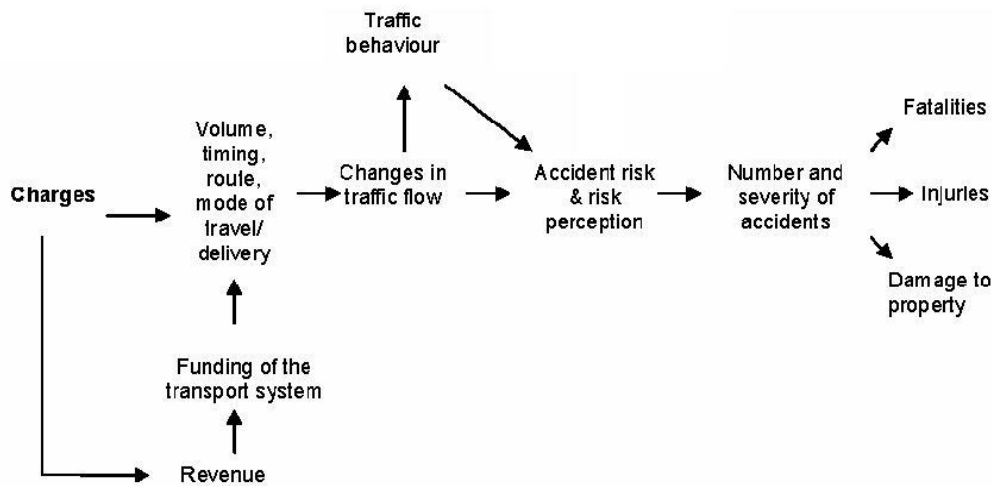 Traffic
behaviour
Volume,
timing,
route,
mode of
travel/
delivery
Charges
Changes in
traffic flow
Accident risk
& risk
perception
Number and
severity of
accidents
Fatalities
Injuries
Damage to
property
Funding of the
transport system
Revenue